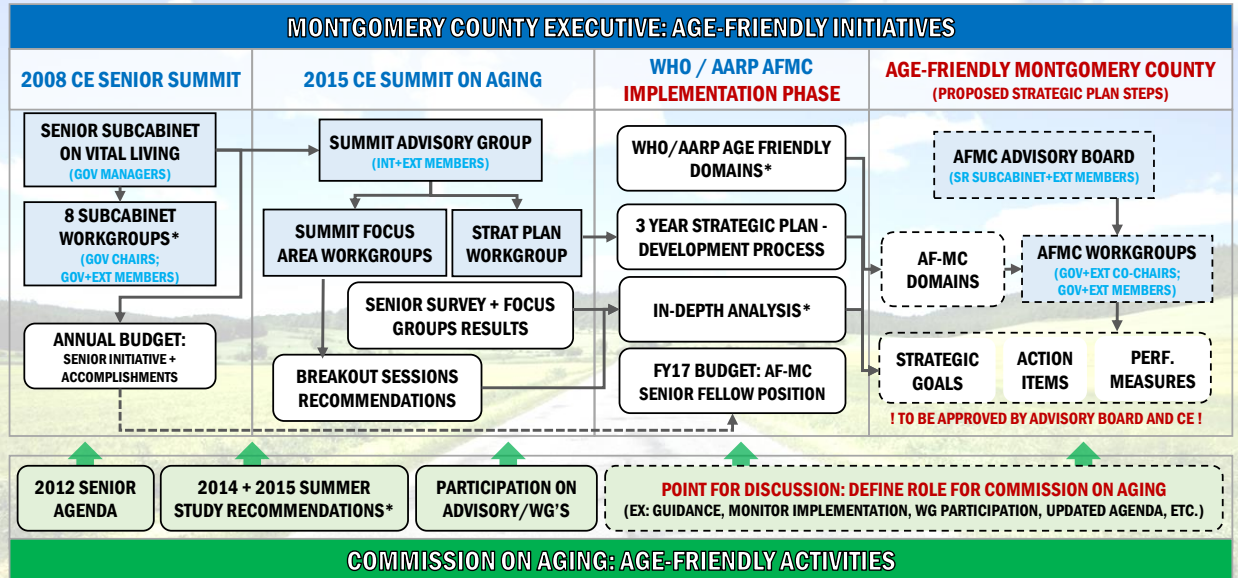 MONTGOMERY COUNTY EXECUTIVE: AGE-FRIENDLY INITIATIVES
2008 CE SENIOR SUMMIT
SENIOR SUBCABINET
ON VITAL LIVING
(GOV MANAGERS)
8 SUBCABINET
WORKGROUPS*
(GOV CHAIRS;
GOV+EXT MEMBERS)
ANNUAL BUDGET:
SENIOR INITIATIVE +
ACCOMPLISHMENTS
2015 CE SUMMIT ON AGING
SUMMIT ADVISORY GROUP
(INT+EXT MEMBERS)
SUMMIT FOCUS
AREA WORKGROUPS
STRAT PLAN
WORKGROUP
SENIOR SURVEY + FOCUS
GROUPS RESULTS
BREAKOUT SESSIONS
RECOMMENDATIONS
WHO / AARP AFMC
IMPLEMENTATION PHASE
WHO/AARP AGE FRIENDLY
DOMAINS*
3 YEAR STRATEGIC PLAN -
DEVELOPMENT PROCESS
IN-DEPTH ANALYSIS*
FY17 BUDGET: AF-MC
SENIOR FELLOW POSITION
AGE-FRIENDLY MONTGOMERY COUNTY
(PROPOSED STRATEGIC PLAN STEPS)
AFMC ADVISORY BOARD
(SR SUBCABINET+EXT MEMBERS)
AF-MC
DOMAINS
AFMC WORKGROUPS
(GOV+EXT CO-CHAIRS;
GOV+EXT MEMBERS)
STRATEGIC
GOALS
ACTION
ITEMS
PERF.
MEASURES
! TO BE APPROVED BY ADVISORY BOARD AND CE !
2012 SENIOR
AGENDA
2014 + 2015 SUMMER
STUDY RECOMMENDATIONS*
PARTICIPATION ON
ADVISORY/WG'S
POINT FOR DISCUSSION: DEFINE ROLE FOR COMMISSION ON AGING
(EX: GUIDANCE, MONITOR IMPLEMENTATION, WG PARTICIPATION, UPDATED AGENDA, ETC.)
COMMISSION ON AGING: AGE-FRIENDLY ACTIVITIES